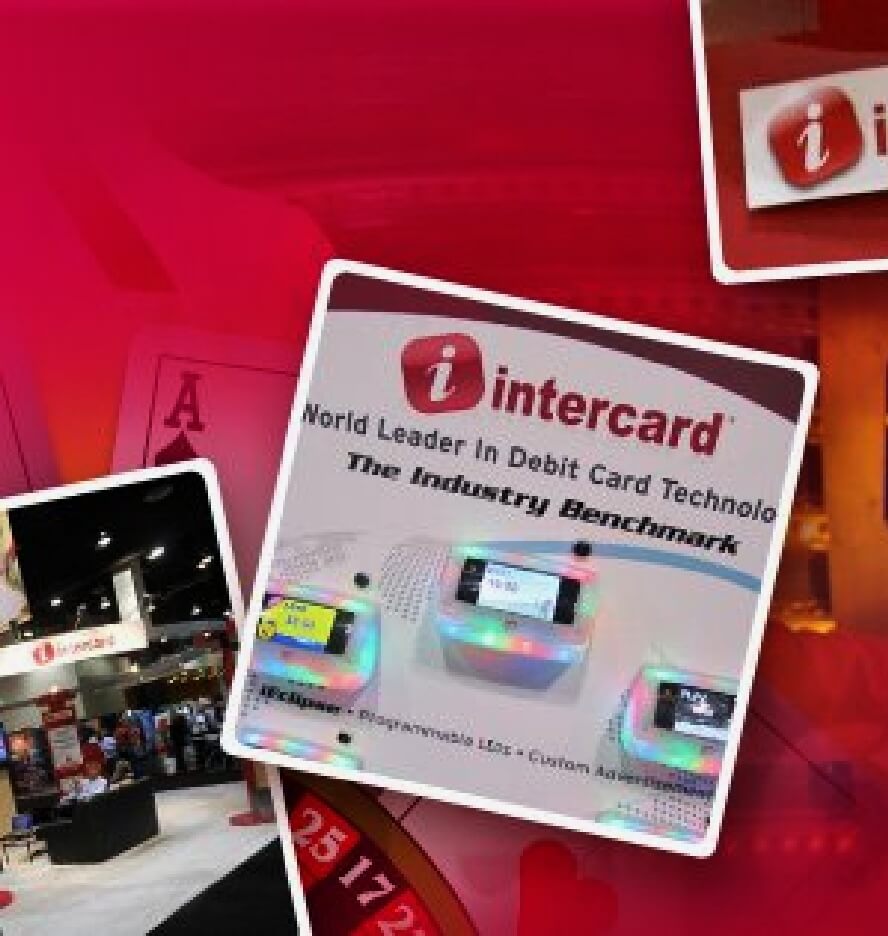 i
A
i intercard
World Leader in Debit Card Technolo
The Industry Benchmark
i intercard
iEclipse • Programmable LEDs • Custom Advertisement
25
17